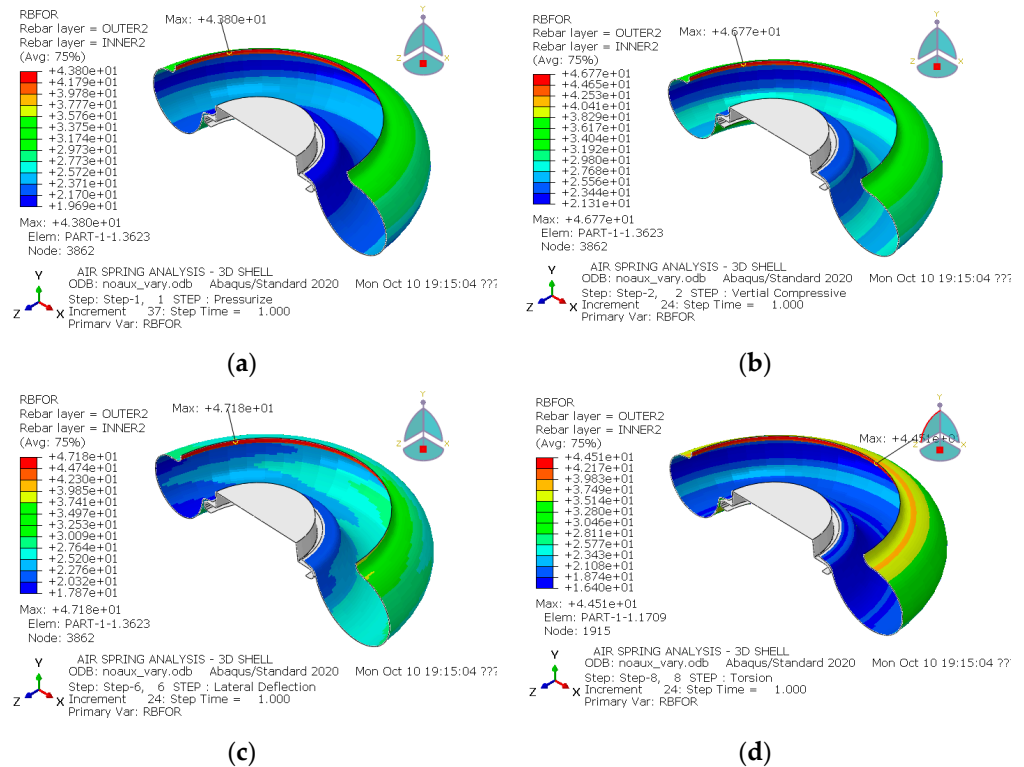 RBFOR
Rebar layer = OUTER2
Rebar layer = INNER2
(Avg: 75%)
+4.380e+01
+4.179e+01
+3.978e+01
+3.777e+01
+3.576e+01
+3.375e+01
+3.174e+01
+2.973e+01
+2.773e+01
+2.572e+01
+2.371e+01
+2.170e+01
+1.969e+01
Max: +4.380e+01
Elem: PART-1-1.3623
Node: 3862
Max: +4.380e+01
Y
Z
X
Y
Z
X
AIR SPRING ANALYSIS - 3D SHELL
ODB: noaux_vary.odb Abaqus/Standard 2020 Mon Oct 10 19:15:04 ???
Step: Step-1, 1 STEP : Pressurize
Increment 37: Step Time = 1.000
Primary Var: RBFOR
(a)
RBFOR
Rebar layer = OUTER2
Rebar layer = INNER2
(Avg: 75%)
+4.677e+01
+4.465e+01
+4.253e+01
+4.041e+01
+3.829e+01
+3.617e+01
+3.404e+01
+3.192e+01
+2.980e+01
+2.768e+01
+2.556e+01
+2.344e+01
+2.131e+01
Max: +4.677e+01
Elem: PART-1-1.3623
Node: 3862
Max: +4.677e+01
Y
Z
X
Y
Z
X
AIR SPRING ANALYSIS - 3D SHELL
ODB: noaux_vary.odb Abaqus/Standard 2020 Mon Oct 10 19:15:04 ???
Step: Step-2, 2 STEP : Vertial Compressive
Increment 24: Step Time = 1.000
Primary Var: RBFOR
(b)
RBFOR
Rebar layer = OUTER2
Rebar layer = INNER2
(Avg: 75%)
+4.718e+01
+4.474e+01
+4.230e+01
+3.985e+01
+3.741e+01
+3.497e+01
+3.253e+01
+3.009e+01
+2.764e+01
+2.520e+01
+2.276e+01
+2.032e+01
+1.787e+01
Max: +4.718e+01
Elem: PART-1-1.3623
Node: 3862
Max: +4.718e+01
Y
Z
X
Y
Z
X
AIR SPRING ANALYSIS - 3D SHELL
ODB: noaux_vary.odb Abaqus/Standard 2020 Mon Oct 10 19:15:04 ???
Step: Step-6, 6 STEP : Lateral Deflection
Increment 24: Step Time = 1.000
Primary Var: RBFOR
(c)
RBFOR
Rebar layer = OUTER2
Rebar layer = INNER2
(Avg: 75%)
+4.451e+01
+4.217e+01
+3.983e+01
+3.749e+01
+3.514e+01
+3.280e+01
+3.046e+01
+2.811e+01
+2.577e+01
+2.343e+01
+2.108e+01
+1.874e+01
+1.640e+01
Max: +4.451e+01
Elem: PART-1-1.1709
Node: 1915
Max: +4.451e+01
Y
Z
X
Y
Z
X
AIR SPRING ANALYSIS - 3D SHELL
ODB: noaux_vary.odb Abaqus/Standard 2020 Mon Oct 10 19:15:04 ??
Step: Step-8, 8 STEP : Torsion
Increment 24: Step Time = 1.000
Primary Var: RBFOR
(d)